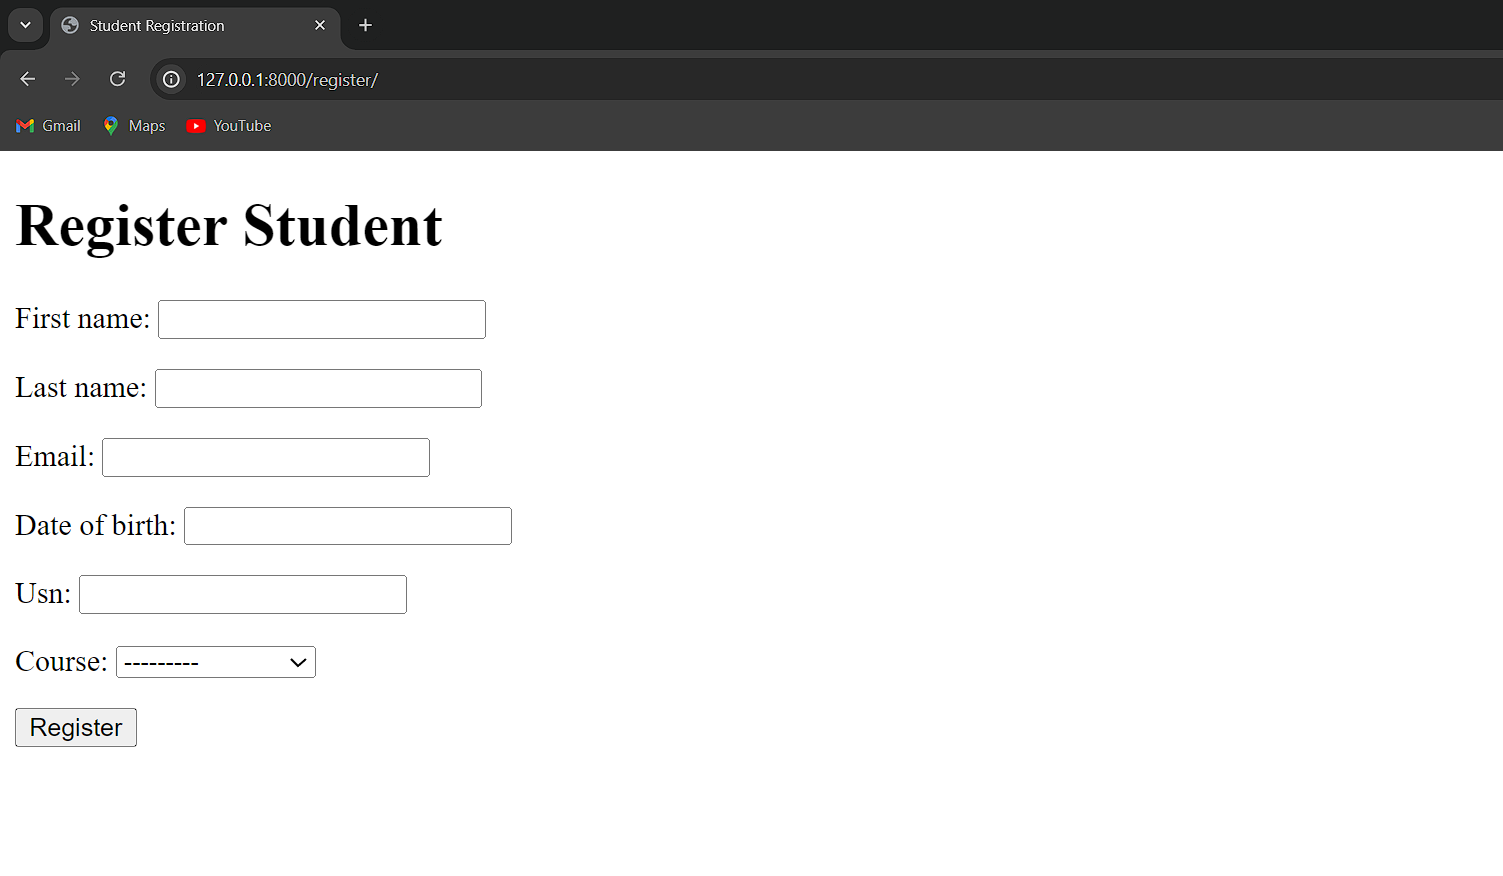 Student Registration
127.0.0.1:8000/register/
Gmail Maps YouTube
Register Student
First name:
Last name:
Email:
Date of birth:
Usn:
Course: ---------
Register